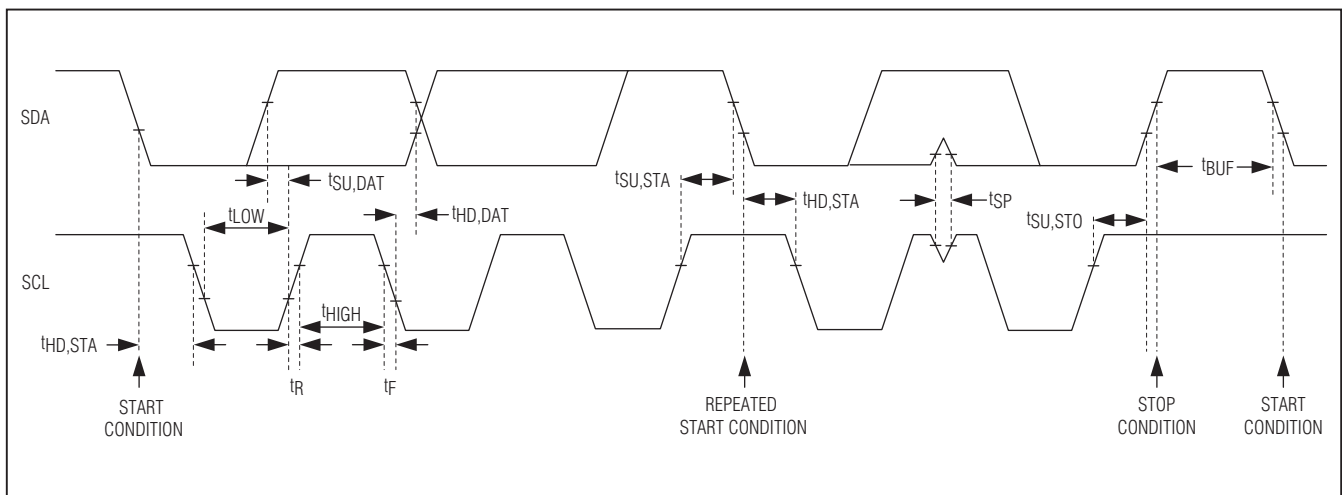 SDA
tSU,DAT
tSU,STA
tHD,STA
tSP
tBUF
tLOW
tHD,DAT
tSU,STO
SCL
tHIGH
tHD,STA
tR
tF
START
CONDITION
REPEATED
START CONDITION
STOP
CONDITION
START
CONDITION